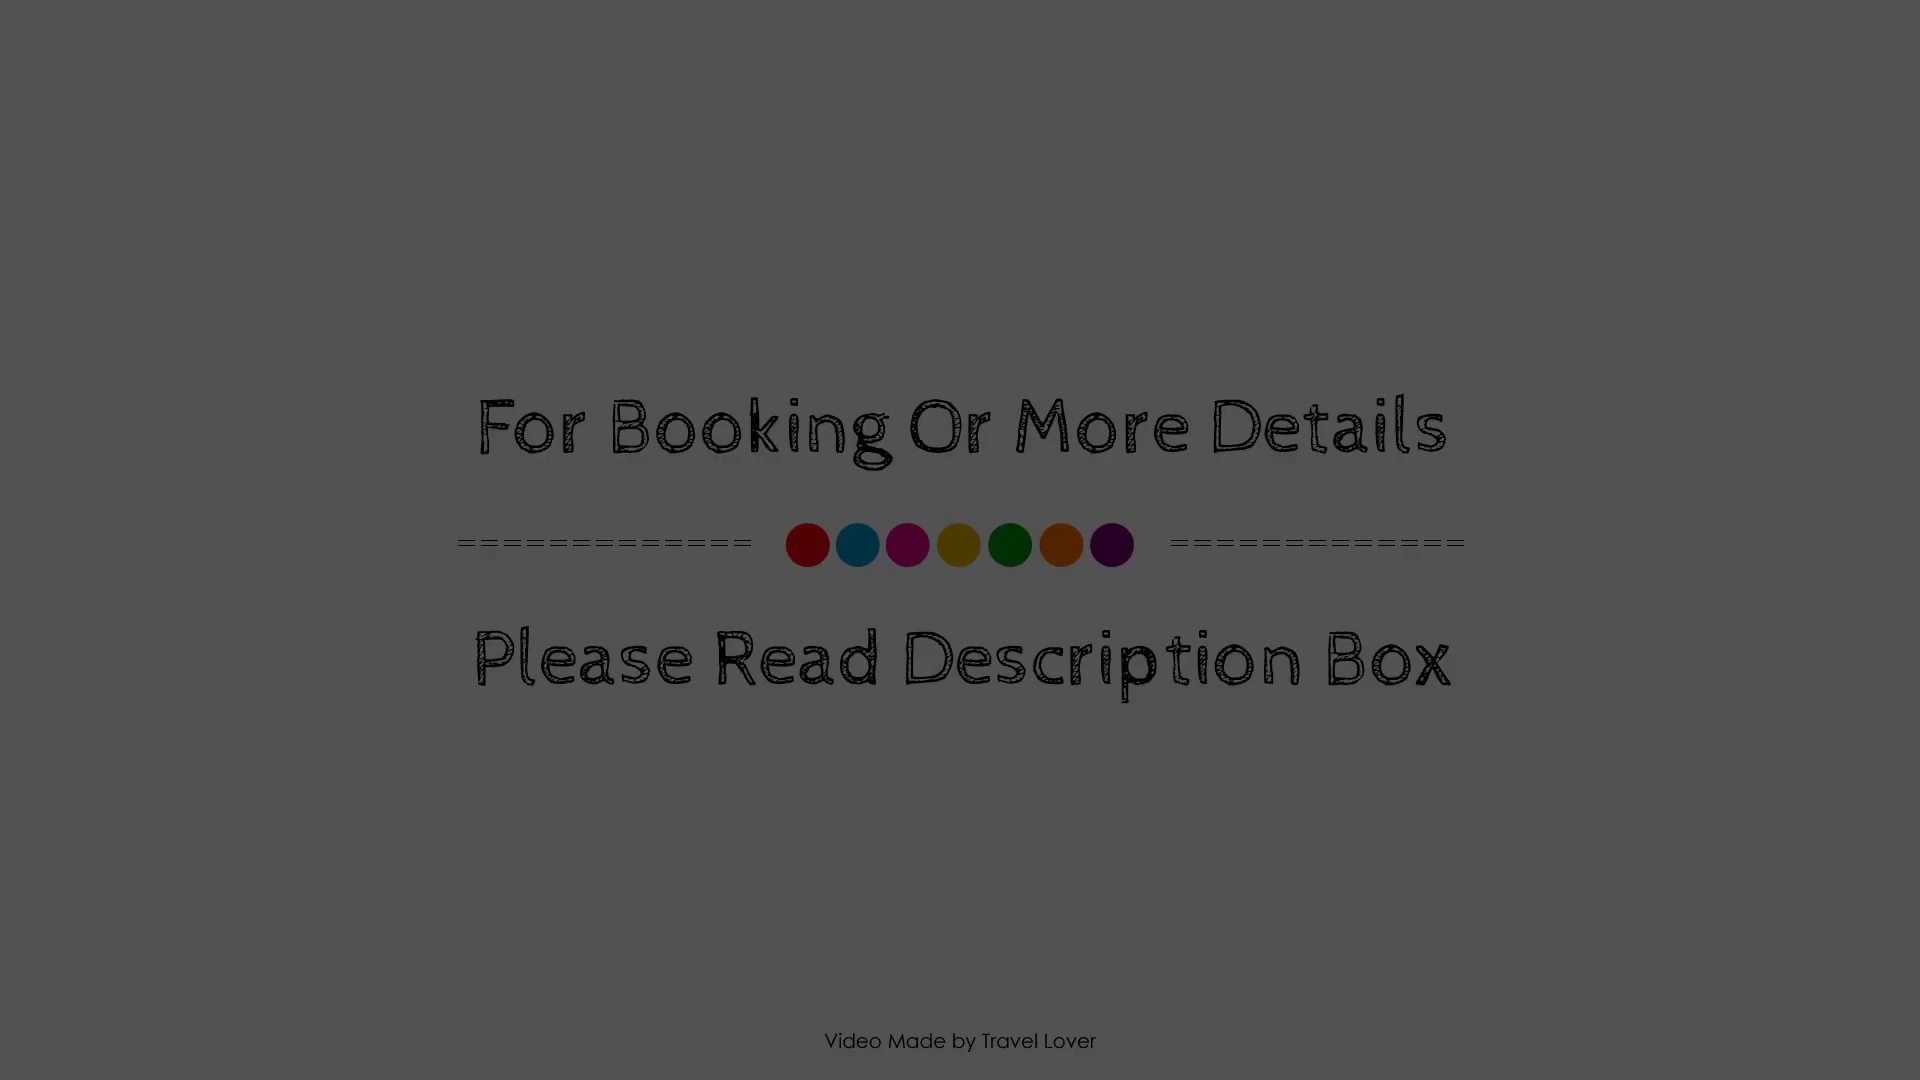 For Booking Or More Details
============= =============
Please Read Description Box
Video Made by Travel Lover